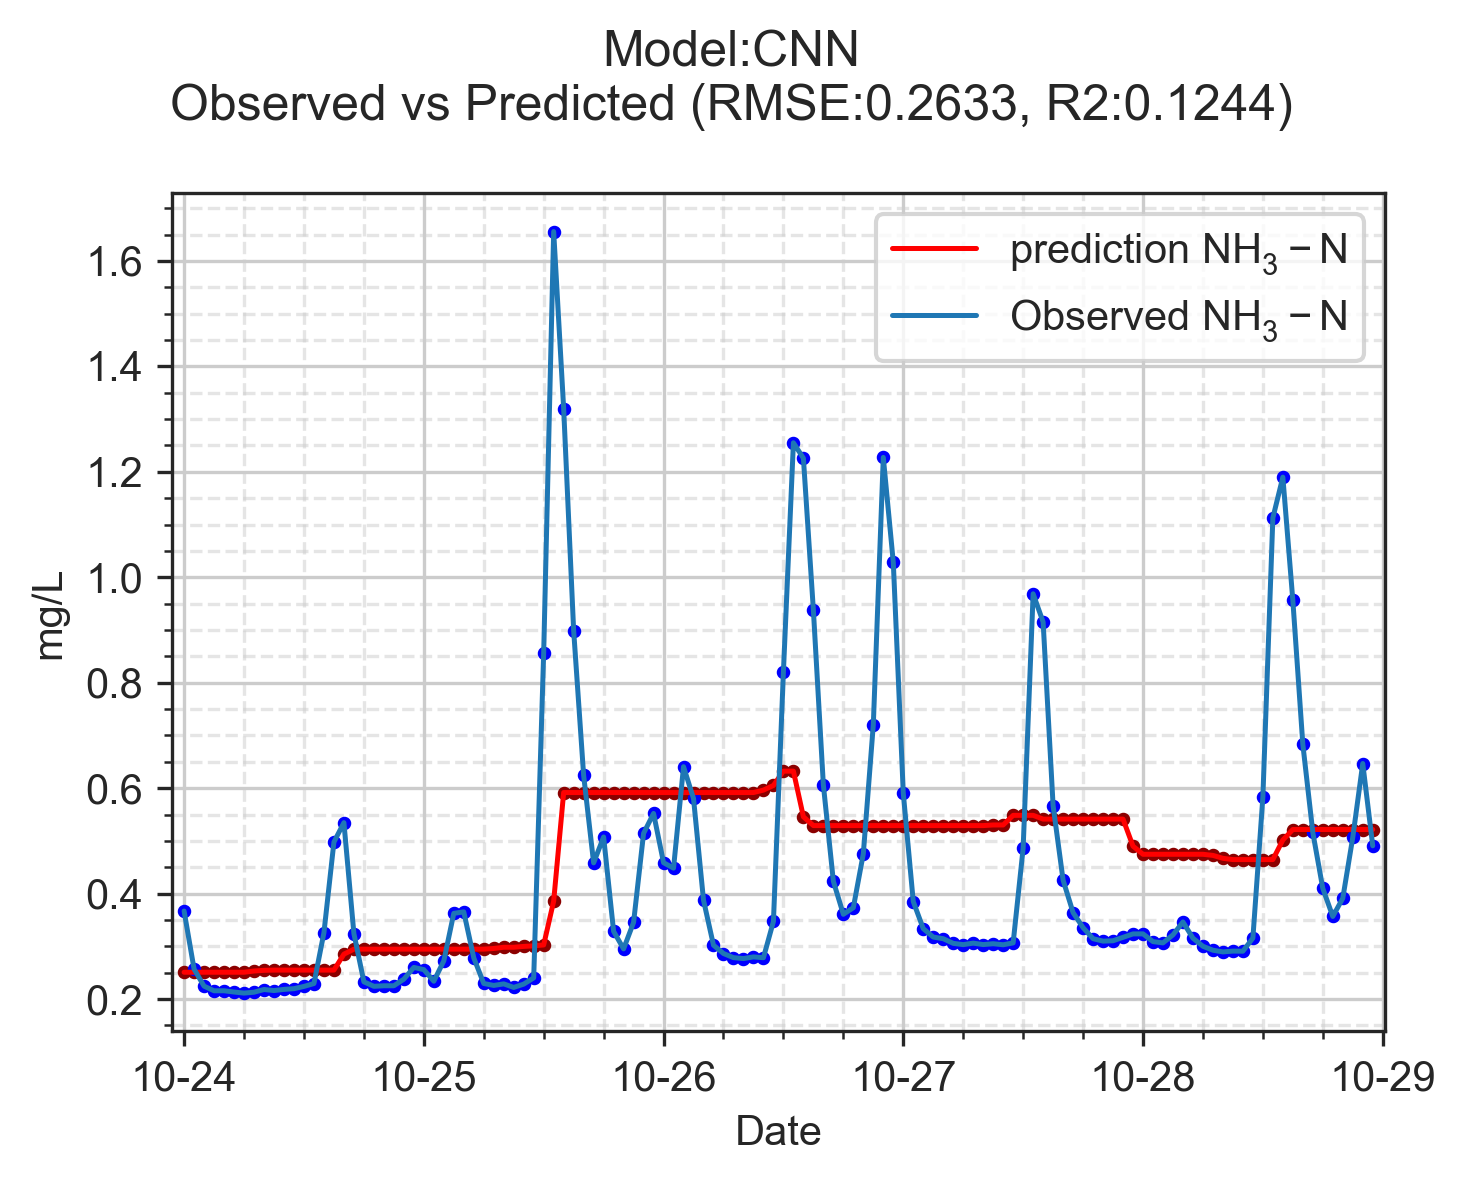 Model:CNN
Observed vs Predicted (RMSE:0.2633, R2:0.1244)
prediction NH₃ − N
Observed NH₃ − N
1.6
1.4
1.2
1.0
0.8
0.6
0.4
0.2
mg/L
10-24 10-25 10-26 10-27 10-28 10-29
Date